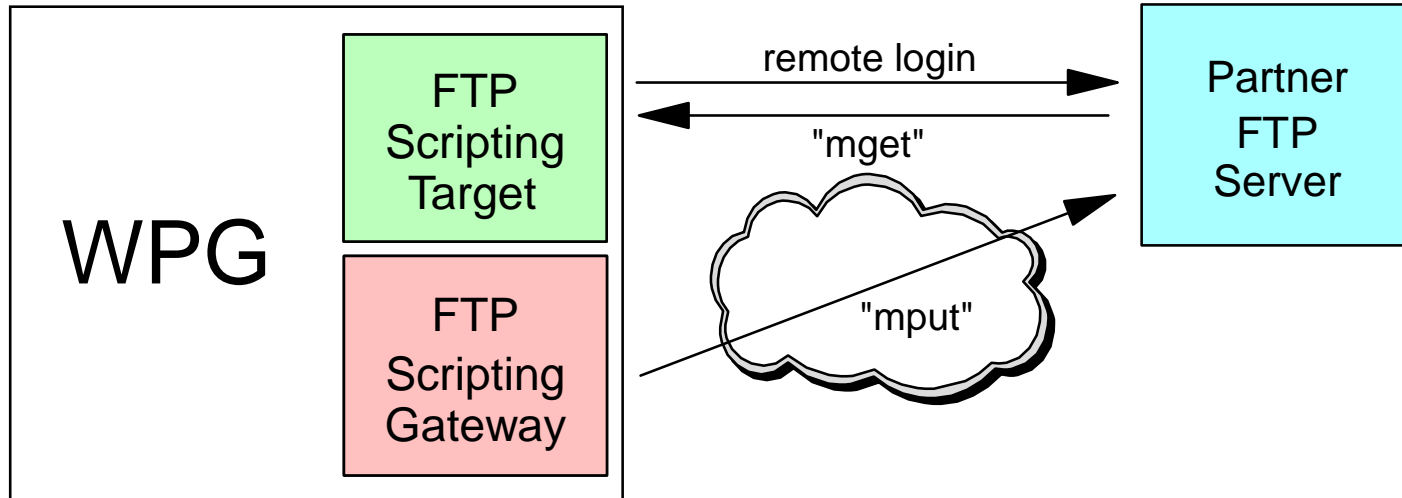 WPG
FTP
Scripting
Target
FTP
Scripting
Gateway
remote login
"mget"
"mput"
Partner
FTP
Server